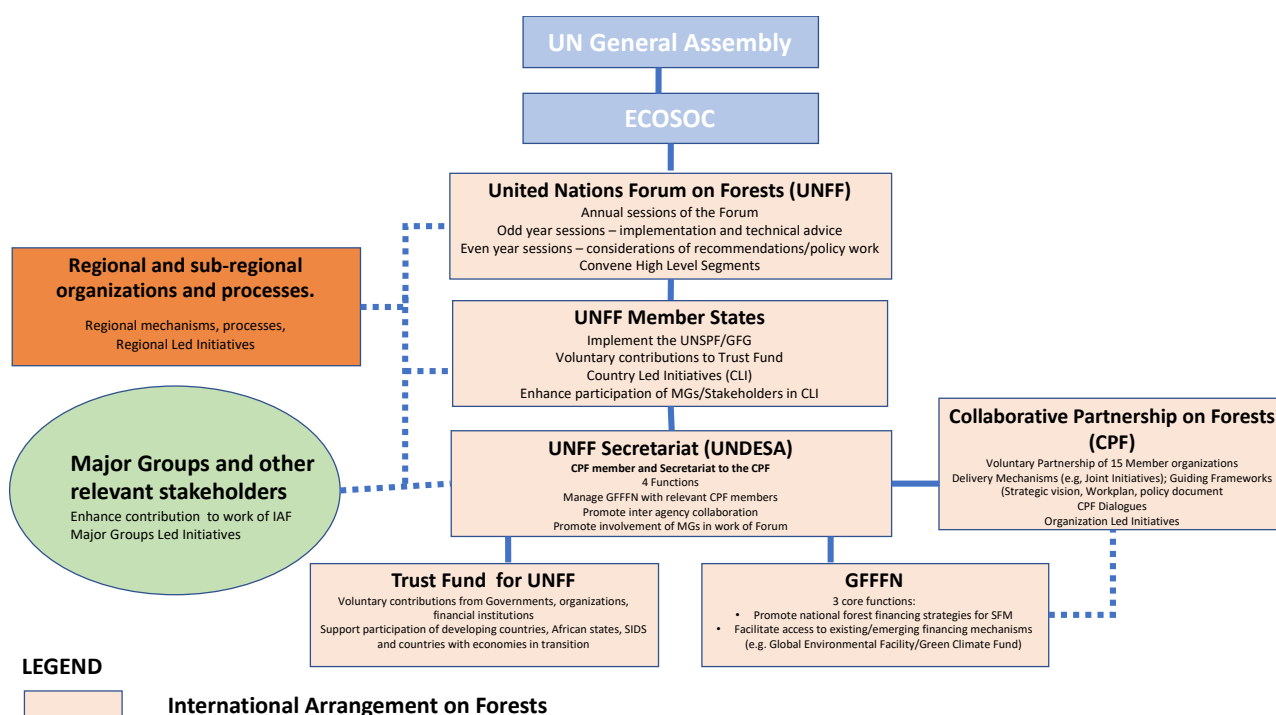 UN General Assembly
ECOSOC
United Nations Forum on Forests (UNFF)
Annual sessions of the Forum
Odd year sessions – implementation and technical advice
Even year sessions – considerations of recommendations/policy work
Convene High Level Segments
Regional and sub-regional
organizations and processes.
Regional mechanisms, processes,
Regional Led Initiatives
UNFF Member States
Implement the UNSPF/GFG
Voluntary contributions to Trust Fund
Country Led Initiatives (CLI)
Enhance participation of MGs/Stakeholders in CLI
Major Groups and other
relevant stakeholders
Enhance contribution to work of IAF
Major Groups Led Initiatives
UNFF Secretariat (UNDESA)
CPF member and Secretariat to the CPF
4 Functions
Manage GFFFN with relevant CPF members
Promote inter agency collaboration
Promote involvement of MGs in work of Forum
Collaborative Partnership on Forests
(CPF)
Voluntary Partnership of 15 Member organizations
Delivery Mechanisms (e.g, Joint Initiatives); Guiding Frameworks
(Strategic vision, Workplan, policy document
CPF Dialogues
Organization Led Initiatives
Trust Fund for UNFF
Voluntary contributions from Governments, organizations,
financial institutions
Support participation of developing countries, African states, SIDS
and countries with economies in transition
GFFFN
3 core functions:
• Promote national forest financing strategies for SFM
• Facilitate access to existing/emerging financing mechanisms
(e.g. Global Environmental Facility/Green Climate Fund)
LEGEND
International Arrangement on Forests